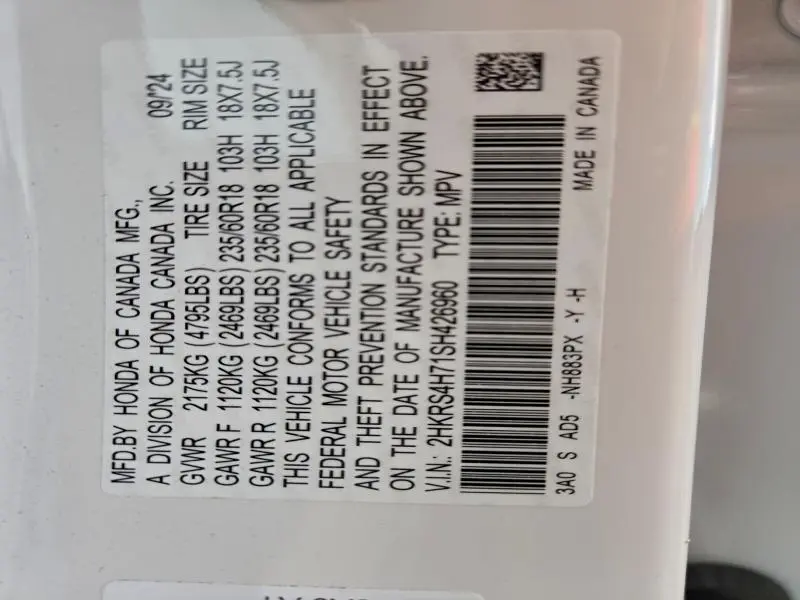 MFD.BY HONDA OF CANADA MFG.,
A DIVISION OF HONDA CANADA INC. 09/24
GVWR 2175KG (4795LBS) TIRE SIZE RIM SIZE
GAWR F 1120KG (2469LBS) 235/60R18 103H 18X7.5J
GAWR R 1120KG (2469LBS) 235/60R18 103H 18X7.5J
THIS VEHICLE CONFORMS TO ALL APPLICABLE
FEDERAL MOTOR VEHICLE SAFETY
AND THEFT PREVENTION STANDARDS IN EFFECT
ON THE DATE OF MANUFACTURE SHOWN ABOVE.
V.I.N.: 2HKRS4H71SH426960 TYPE: MPV
3A0 S AD5 -NH883PX -Y -H MADE IN CANADA